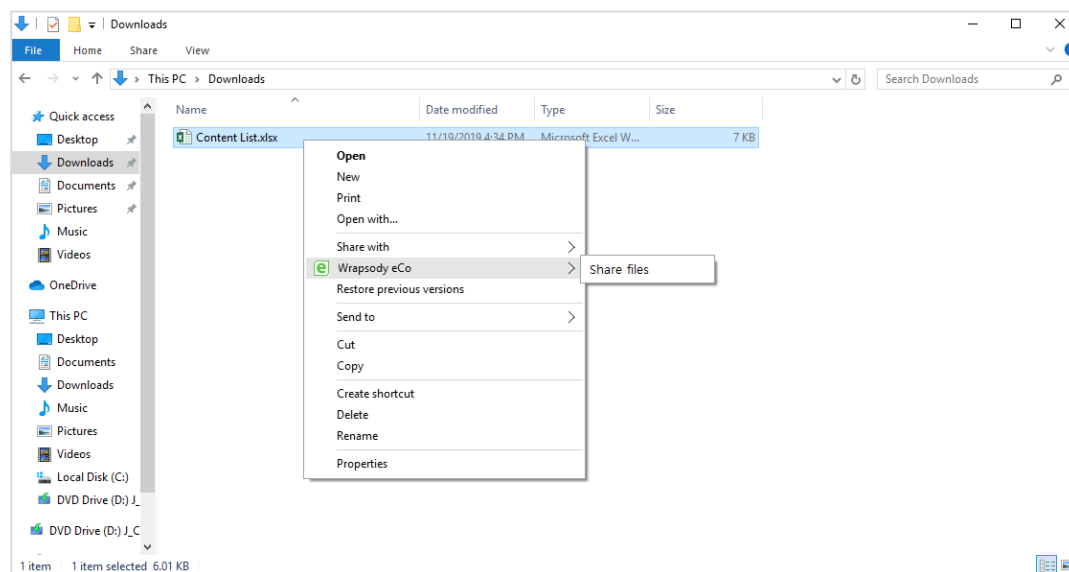 Downloads
File Home Share View
This PC > Downloads
Search Downloads
Name Date modified Type Size
Quick access
Content List.xlsx 11/19/2019 4:34 PM Microsoft Excel W... 7 KB
Desktop
Downloads
Documents
Pictures
Music
Videos
OneDrive
This PC
Desktop
Documents
Downloads
Music
Pictures
Videos
Local Disk (C:)
DVD Drive (D:) J_
DVD Drive (D:) J_C
Open
New
Print
Open with...
Share with
Wrapsody eCo
Share files
Restore previous versions
Send to
Cut
Copy
Create shortcut
Delete
Rename
Properties
1 item 1 item selected 6.01 KB